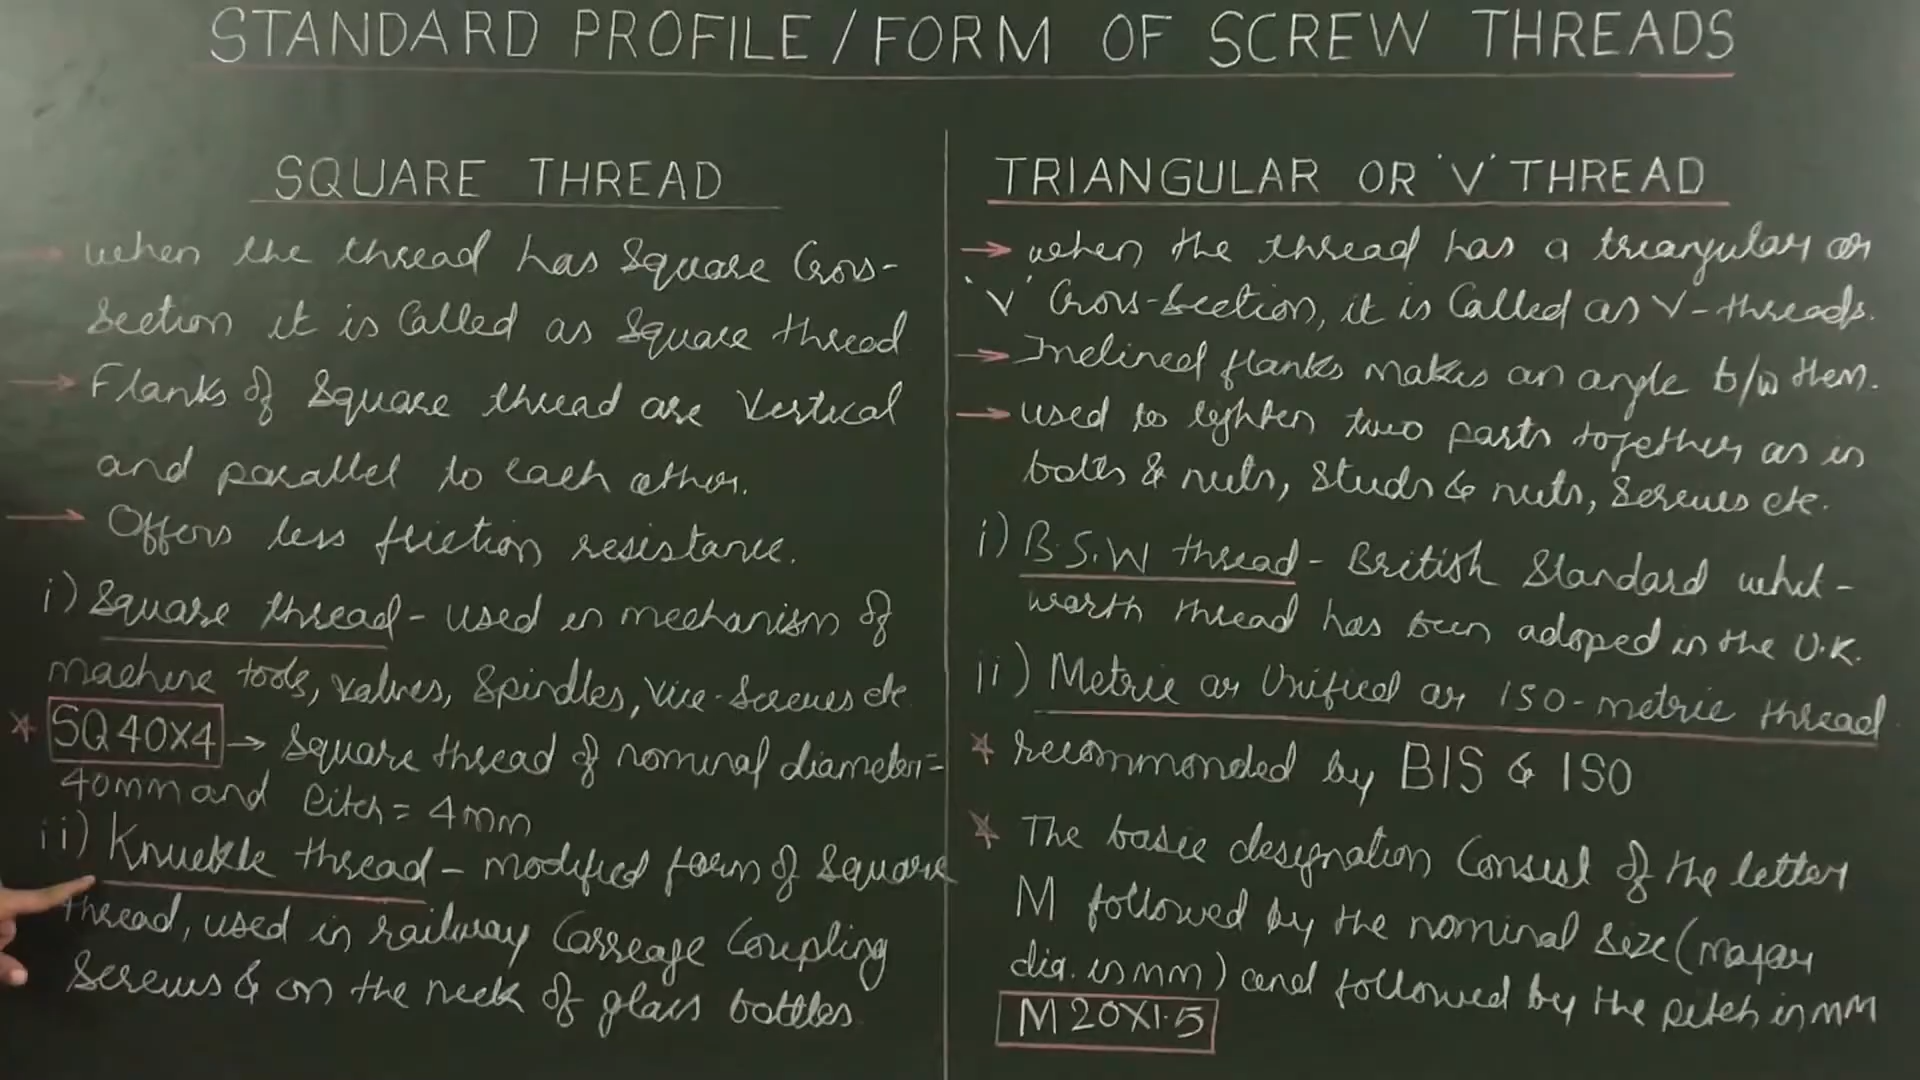 STANDARD PROFILE/FORM OF SCREW THREADS
SQUARE THREAD
→ when the thread has square Cross-
section it is Called as square thread
→ Flanks of square thread are Vertical
and parallel to each other.
→ Offers less friction resistance.
i) Square thread - used in mechanism of
machine tools, valves, spindles, vice-screws etc
* SQ 40X4 → square thread of nominal diameter=
40mm and Pitch = 4mm
ii) Knuckle thread - modified form of square
thread, used in railway Carreage Coupling
screws & on the neck of glass bottles
TRIANGULAR OR 'V' THREAD
→ when the thread has a triangular or
'V' Cross-section, it is Called as V-threads.
→ Inclined flanks makes an angle b/w them.
→ used to tighten two parts together as in
bolts & nuts, studs & nuts, screws etc.
i) B.S.W thread - British Standard whit-
worth thread has been adoped in the U.K.
ii) Metric or Unified or ISO-metric thread
* recommonded by BIS & ISO
* The basic designation Consist of the letter
M followed by the nominal size (major
dia. in mm) and followed by the pitch in mm
M 20X1.5